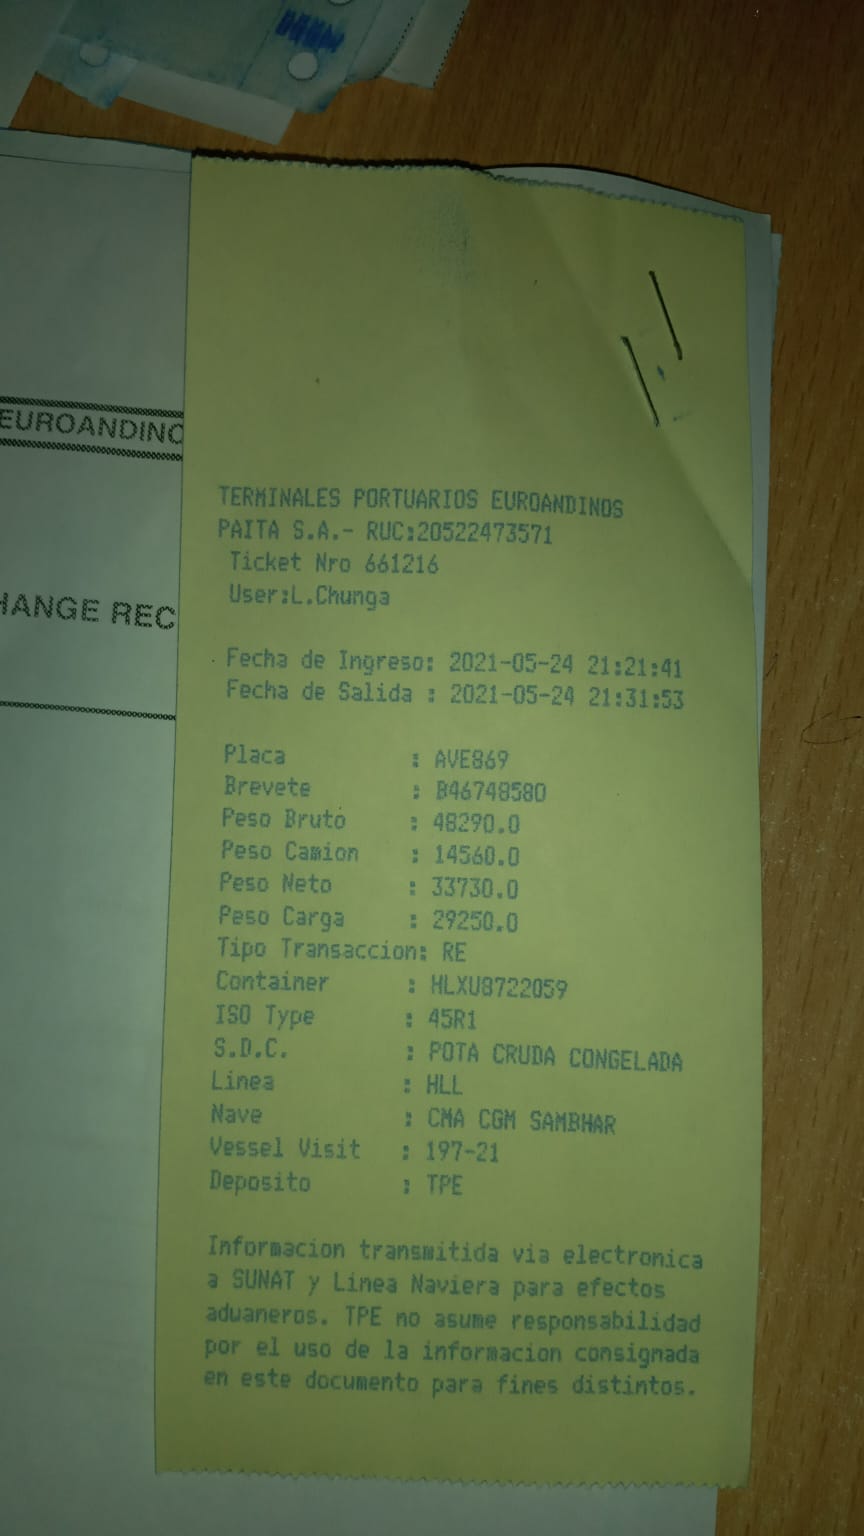 EUROANDINO
HANGE REC
TERMINALES PORTUARIOS EUROANDINOS
PAITA S.A.- RUC:20522473571
Ticket Nro 661216
User:L.Chunga
Fecha de Ingreso: 2021-05-24 21:21:41
Fecha de Salida : 2021-05-24 21:31:53
Placa : AVE869
Brevete : B46748580
Peso Bruto : 48290.0
Peso Camion : 14560.0
Peso Neto : 33730.0
Peso Carga : 29250.0
Tipo Transaccion: RE
Container : HLXU8722059
ISO Type : 45R1
S.D.C. : POTA CRUDA CONGELADA
Linea : HLL
Nave : CMA CGM SAMBHAR
Vessel Visit : 197-21
Deposito : TPE
Informacion transmitida via electronica
a SUNAT y Linea Naviera para efectos
aduaneros. TPE no asume responsabilidad
por el uso de la informacion consignada
en este documento para fines distintos.